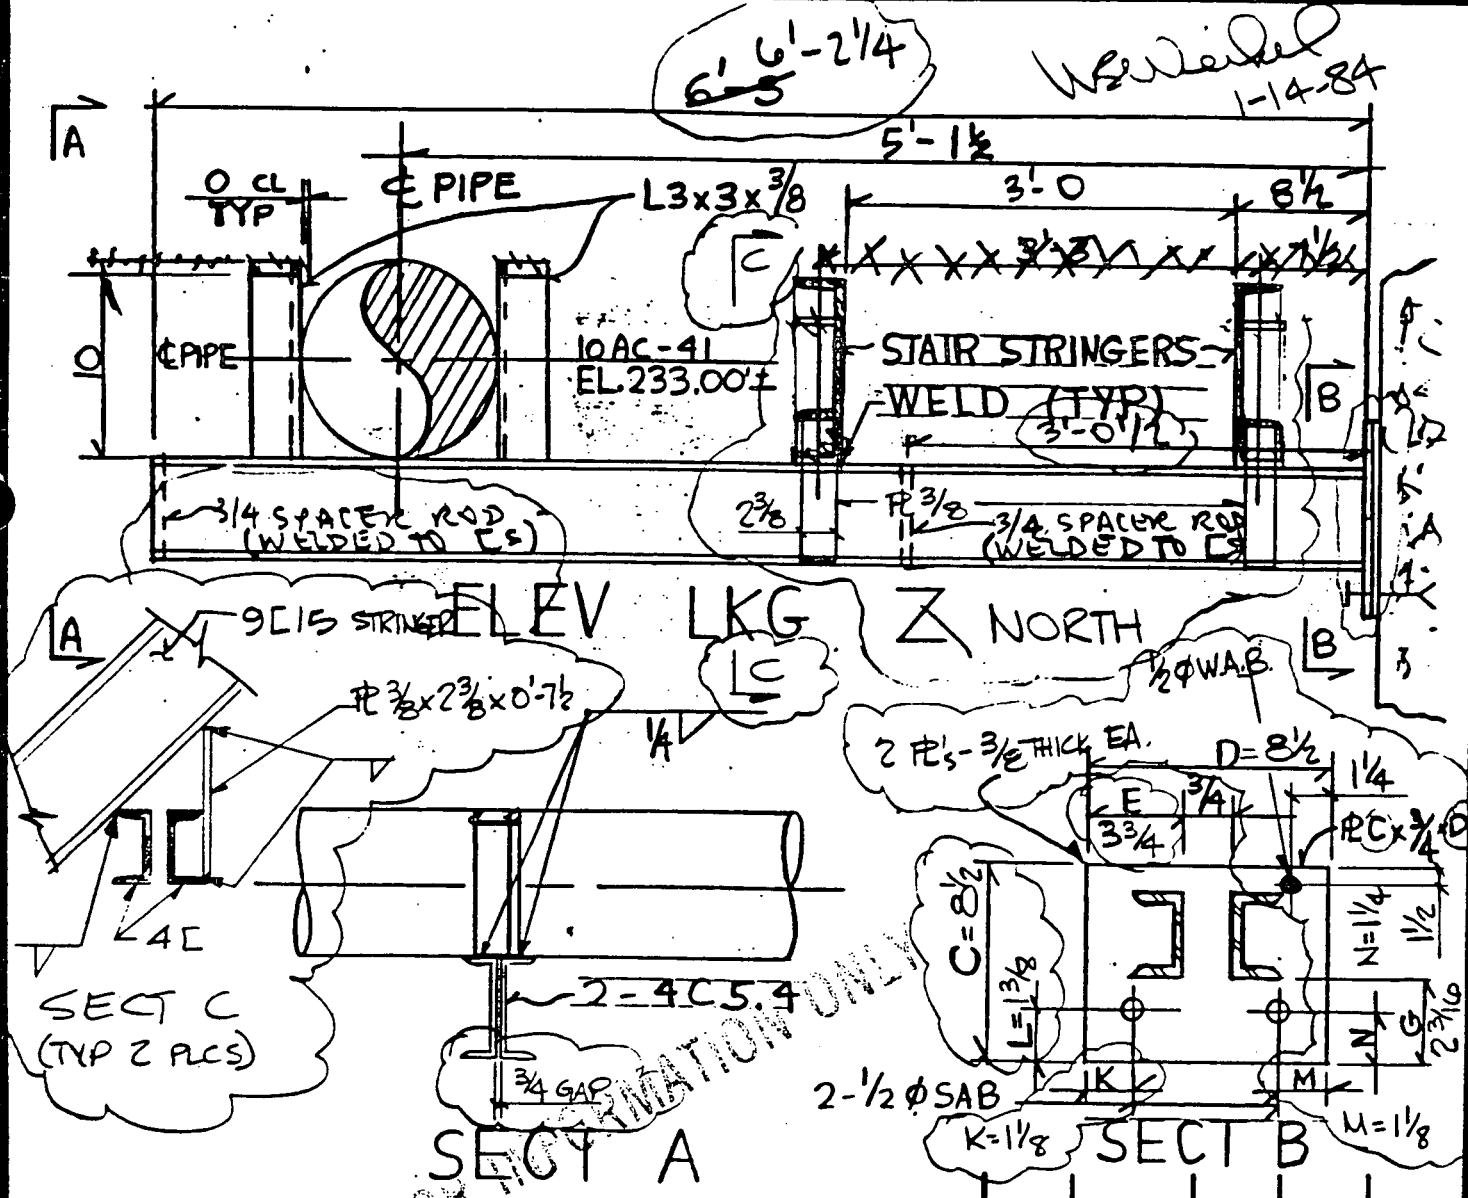 6'-2 1/4
6'-5
1-14-84
A
5'-1 1/2
0 CL
TYP
℄ PIPE
L3x3x3/8
3'-0
8 1/2
C
3'-3
0
℄ PIPE
10AC-41
EL.233.00'±
STAIR STRINGERS
WELD (TYP)
B
3'-0 1/2
3/4 SPACER ROD
(WELDED TO [s)
2 3/8
PL 3/8
3/4 SPACER ROD
(WELDED TO [s
A
9[15 STRINGER
ELEV LKG Z NORTH
B
C
1/2 Ø W.A.B.
PL 3/8 x 2 3/8 x 0'-7 1/2
1/4
2 PL's - 3/8 THICK EA.
D = 8 1/2
1 1/4
E
3/4
3 3/4
PL C x 3/4 x D
C = 8 1/2
N = 1 1/4
1 1/2
4[
2 - 4 C 5.4
L = 1 3/8
N
G
2 3/16
SECT C
(TYP 2 PLCS)
3/4 GAP
K
M
2-1/2 Ø SAB
K = 1 1/8
M = 1 1/8
SECT A
SECT B
INFORMATION ONLY